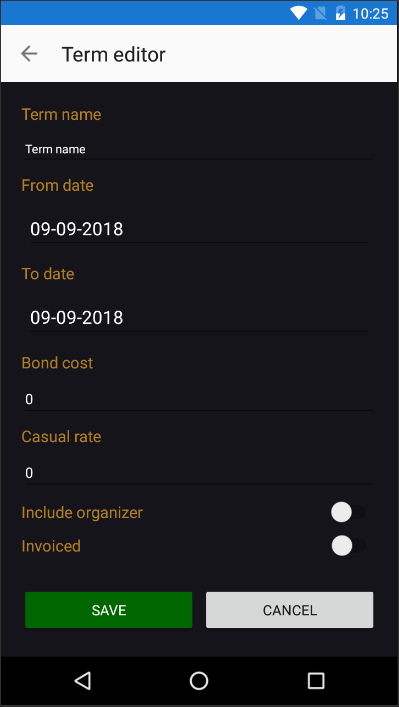 10:25
Term editor
Term name
Term name
From date
09-09-2018
To date
09-09-2018
Bond cost
0
Casual rate
0
Include organizer
Invoiced
SAVE CANCEL